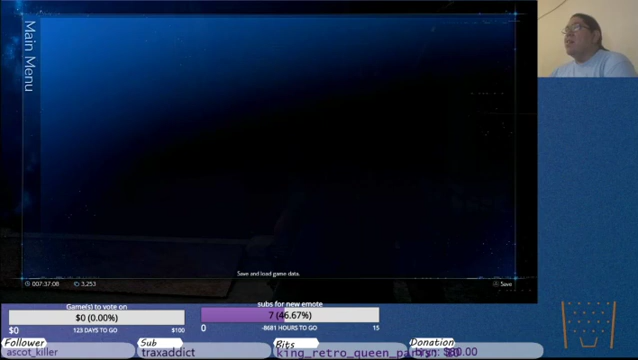 Main Menu
Save and load game data.
007:37:08
3,253
Save
Game(s) to vote on
$0 (0.00%)
$0
123 DAYS TO GO
$100
subs for new emote
7 (46.67%)
0
-8681 HOURS TO GO
15
Follower
ascot_killer
Sub
traxaddict
Bits
king_retro_queen_pa
Donation